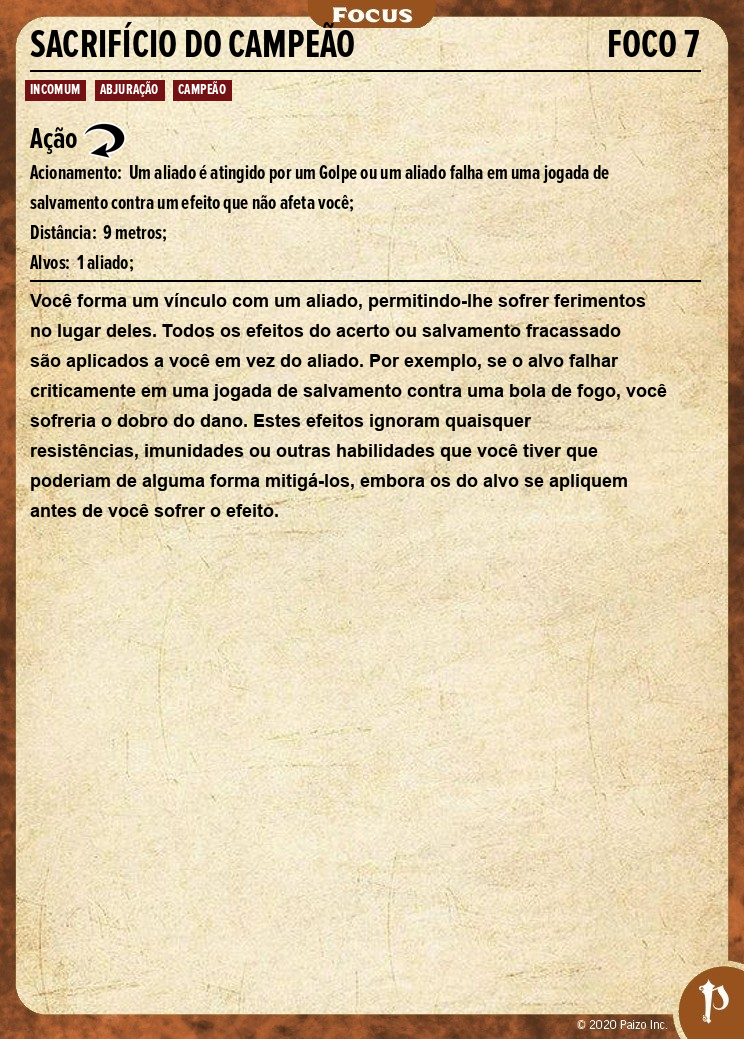 Focus
SACRIFÍCIO DO CAMPEÃO FOCO 7
INCOMUM ABJURAÇÃO CAMPEÃO
Ação
Acionamento: Um aliado é atingido por um Golpe ou um aliado falha em uma jogada de
salvamento contra um efeito que não afeta você;
Distância: 9 metros;
Alvos: 1 aliado;
Você forma um vínculo com um aliado, permitindo-lhe sofrer ferimentos
no lugar deles. Todos os efeitos do acerto ou salvamento fracassado
são aplicados a você em vez do aliado. Por exemplo, se o alvo falhar
criticamente em uma jogada de salvamento contra uma bola de fogo, você
sofreria o dobro do dano. Estes efeitos ignoram quaisquer
resistências, imunidades ou outras habilidades que você tiver que
poderiam de alguma forma mitigá-los, embora os do alvo se apliquem
antes de você sofrer o efeito.
© 2020 Paizo Inc.
P